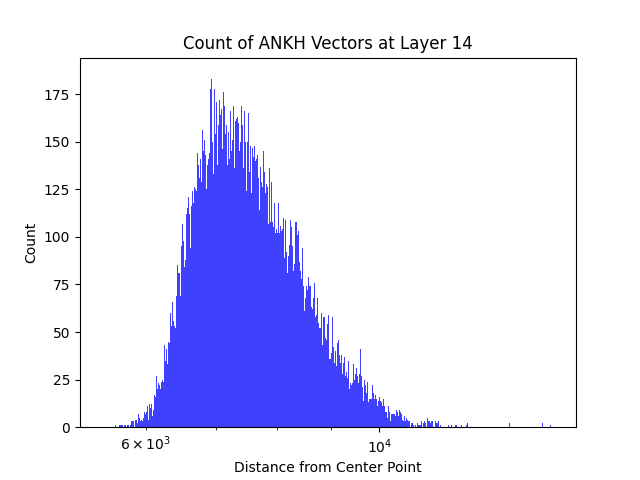 Count of ANKH Vectors at Layer 14
175
150
125
100
75
50
25
0
Count
6 × 10³
10⁴
Distance from Center Point